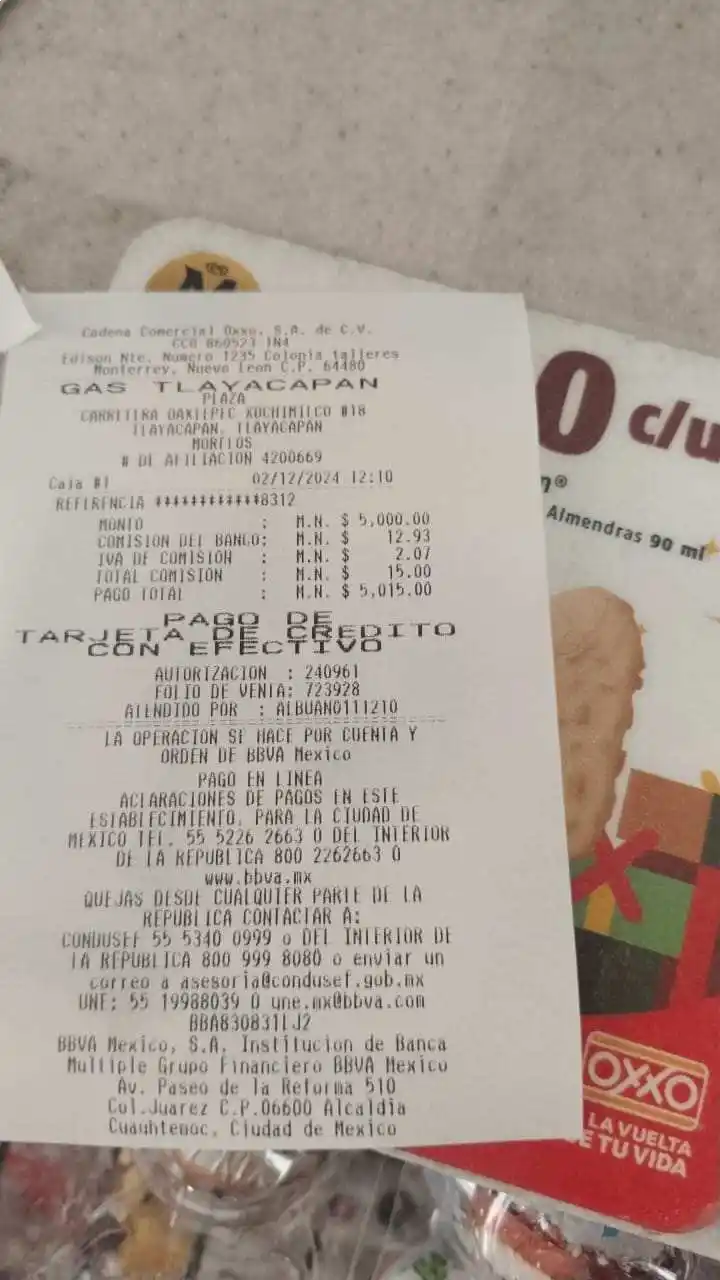 Cadena Comercial Oxxo, S.A. de C.V.
CCO 860523 1N4
Edison Nte. Numero 1235 Colonia talleres
Monterrey, Nuevo Leon C.P. 64480
GAS TLAYACAPAN
PLAZA
CARRETERA OAXTEPEC XOCHIMILCO #18
TLAYACAPAN, TLAYACAPAN
MORELOS
# DE AFILIACION 4200669
Caja #1 02/12/2024 12:10
REFERENCIA ************8312
MONTO : M.N. $ 5,000.00
COMISION DEL BANCO: M.N. $ 12.93
IVA DE COMISION : M.N. $ 2.07
TOTAL COMISION : M.N. $ 15.00
PAGO TOTAL : M.N. $ 5,015.00
PAGO DE
TARJETA DE CREDITO
CON EFECTIVO
AUTORIZACION : 240961
FOLIO DE VENTA: 723928
ATENDIDO POR : ALBUAN0111210
LA OPERACION SE HACE POR CUENTA Y
ORDEN DE BBVA Mexico
PAGO EN LINEA
ACLARACIONES DE PAGOS EN ESTE
ESTABLECIMIENTO, PARA LA CIUDAD DE
MEXICO TEL. 55 5226 2663 O DEL INTERIOR
DE LA REPUBLICA 800 2262663 O
www.bbva.mx
QUEJAS DESDE CUALQUIER PARTE DE LA
REPUBLICA CONTACTAR A:
CONDUSEF 55 5340 0999 o DEL INTERIOR DE
LA REPUBLICA 800 999 8080 o enviar un
correo a asesoria@condusef.gob.mx
UNE: 55 19988039 O une.mx@bbva.com
BBA830831LJ2
BBVA Mexico, S.A. Institucion de Banca
Multiple Grupo Financiero BBVA Mexico
Av. Paseo de la Reforma 510
Col.Juarez C.P.06600 Alcaldia
Cuauhtemoc, Ciudad de Mexico
0 c/u
n®
Almendras 90 ml
OXXO
LA VUELTA
E TU VIDA